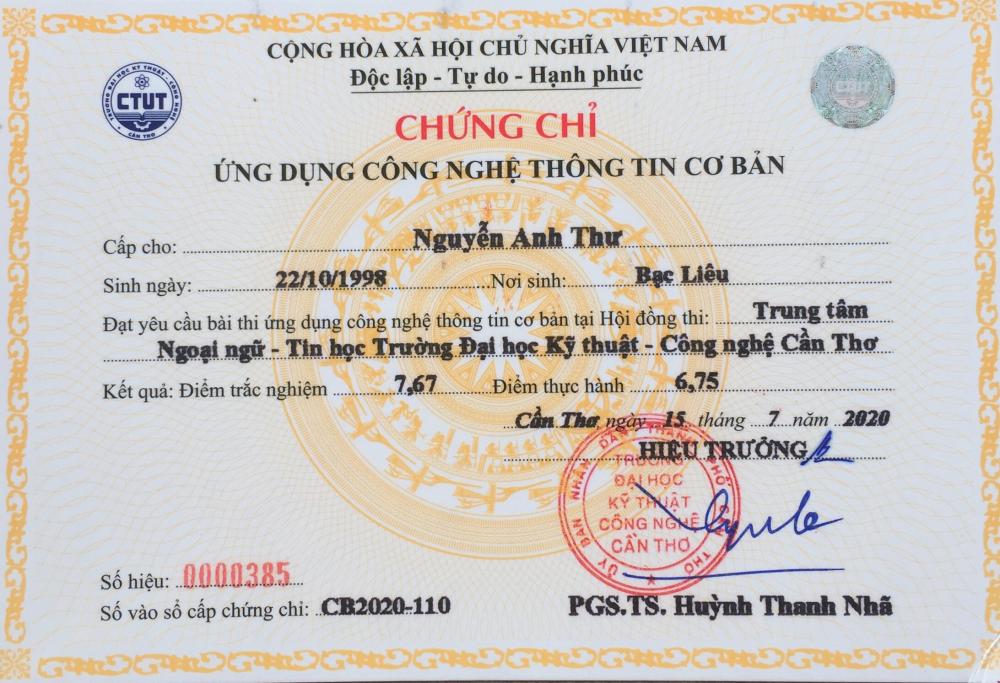 CỘNG HÒA XÃ HỘI CHỦ NGHĨA VIỆT NAM
Độc lập - Tự do - Hạnh phúc
TRƯỜNG ĐẠI HỌC KỸ THUẬT - CÔNG NGHỆ
CTUT
CẦN THƠ
CTUT
CHỨNG CHỈ
ỨNG DỤNG CÔNG NGHỆ THÔNG TIN CƠ BẢN
Cấp cho: Nguyễn Anh Thư
Sinh ngày: 22/10/1998 Nơi sinh: Bạc Liêu
Đạt yêu cầu bài thi ứng dụng công nghệ thông tin cơ bản tại Hội đồng thi: Trung tâm
Ngoại ngữ - Tin học Trường Đại học Kỹ thuật - Công nghệ Cần Thơ
Kết quả: Điểm trắc nghiệm 7,67 Điểm thực hành 6,75
Cần Thơ, ngày 15 tháng 7 năm 2020
HIỆU TRƯỞNG
ỦY BAN NHÂN DÂN THÀNH PHỐ CẦN THƠ
TRƯỜNG
ĐẠI HỌC
KỸ THUẬT
CÔNG NGHỆ
CẦN THƠ
Số hiệu: 0000385
Số vào sổ cấp chứng chỉ: CB2020-110
PGS.TS. Huỳnh Thanh Nhã